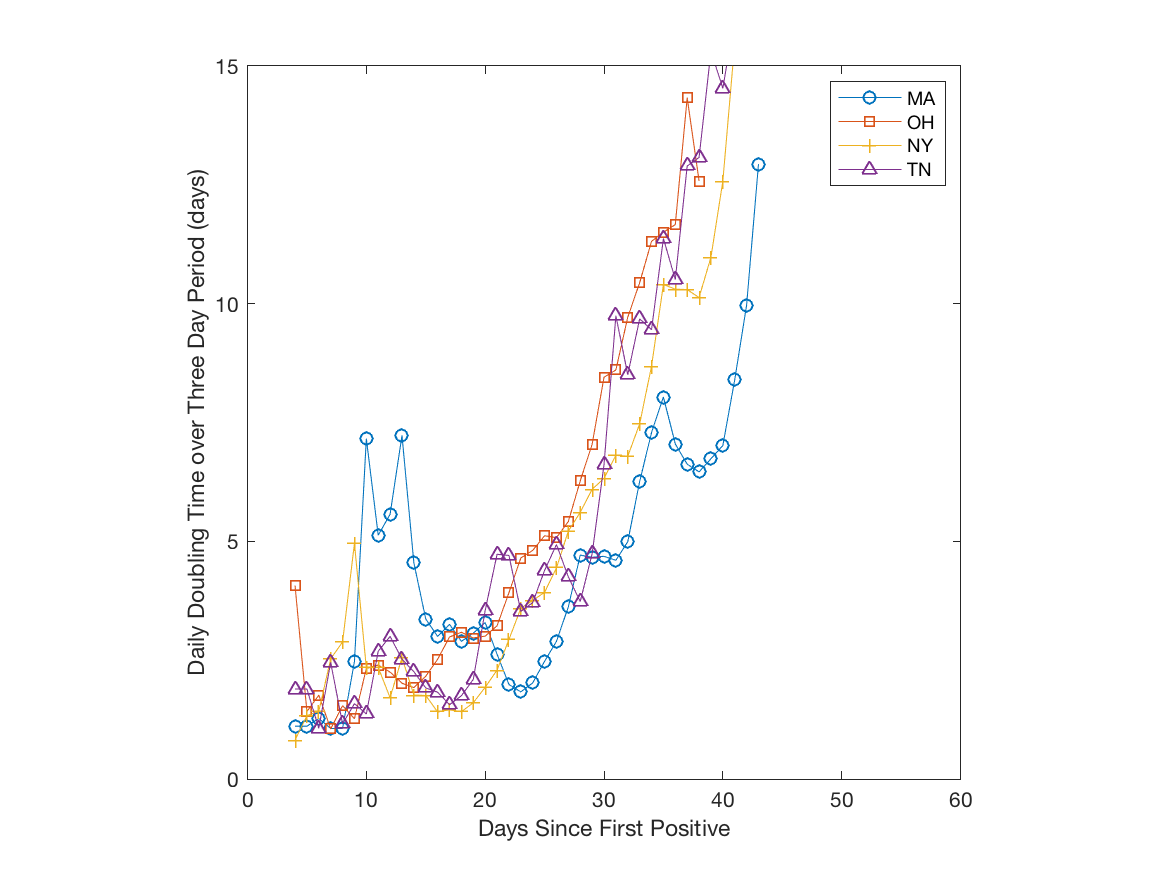 15
10
5
0
0 10 20 30 40 50 60
Daily Doubling Time over Three Day Period (days)
Days Since First Positive
MA
OH
NY
TN